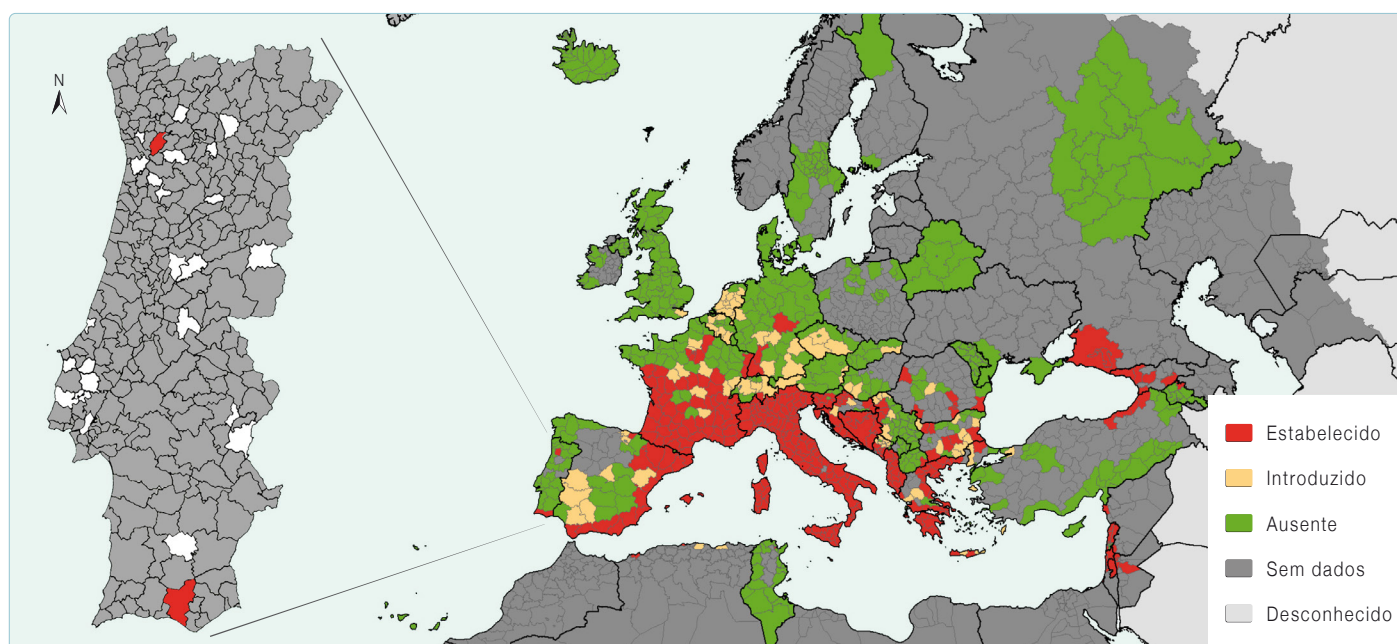 N
Estabelecido
Introduzido
Ausente
Sem dados
Desconhecido